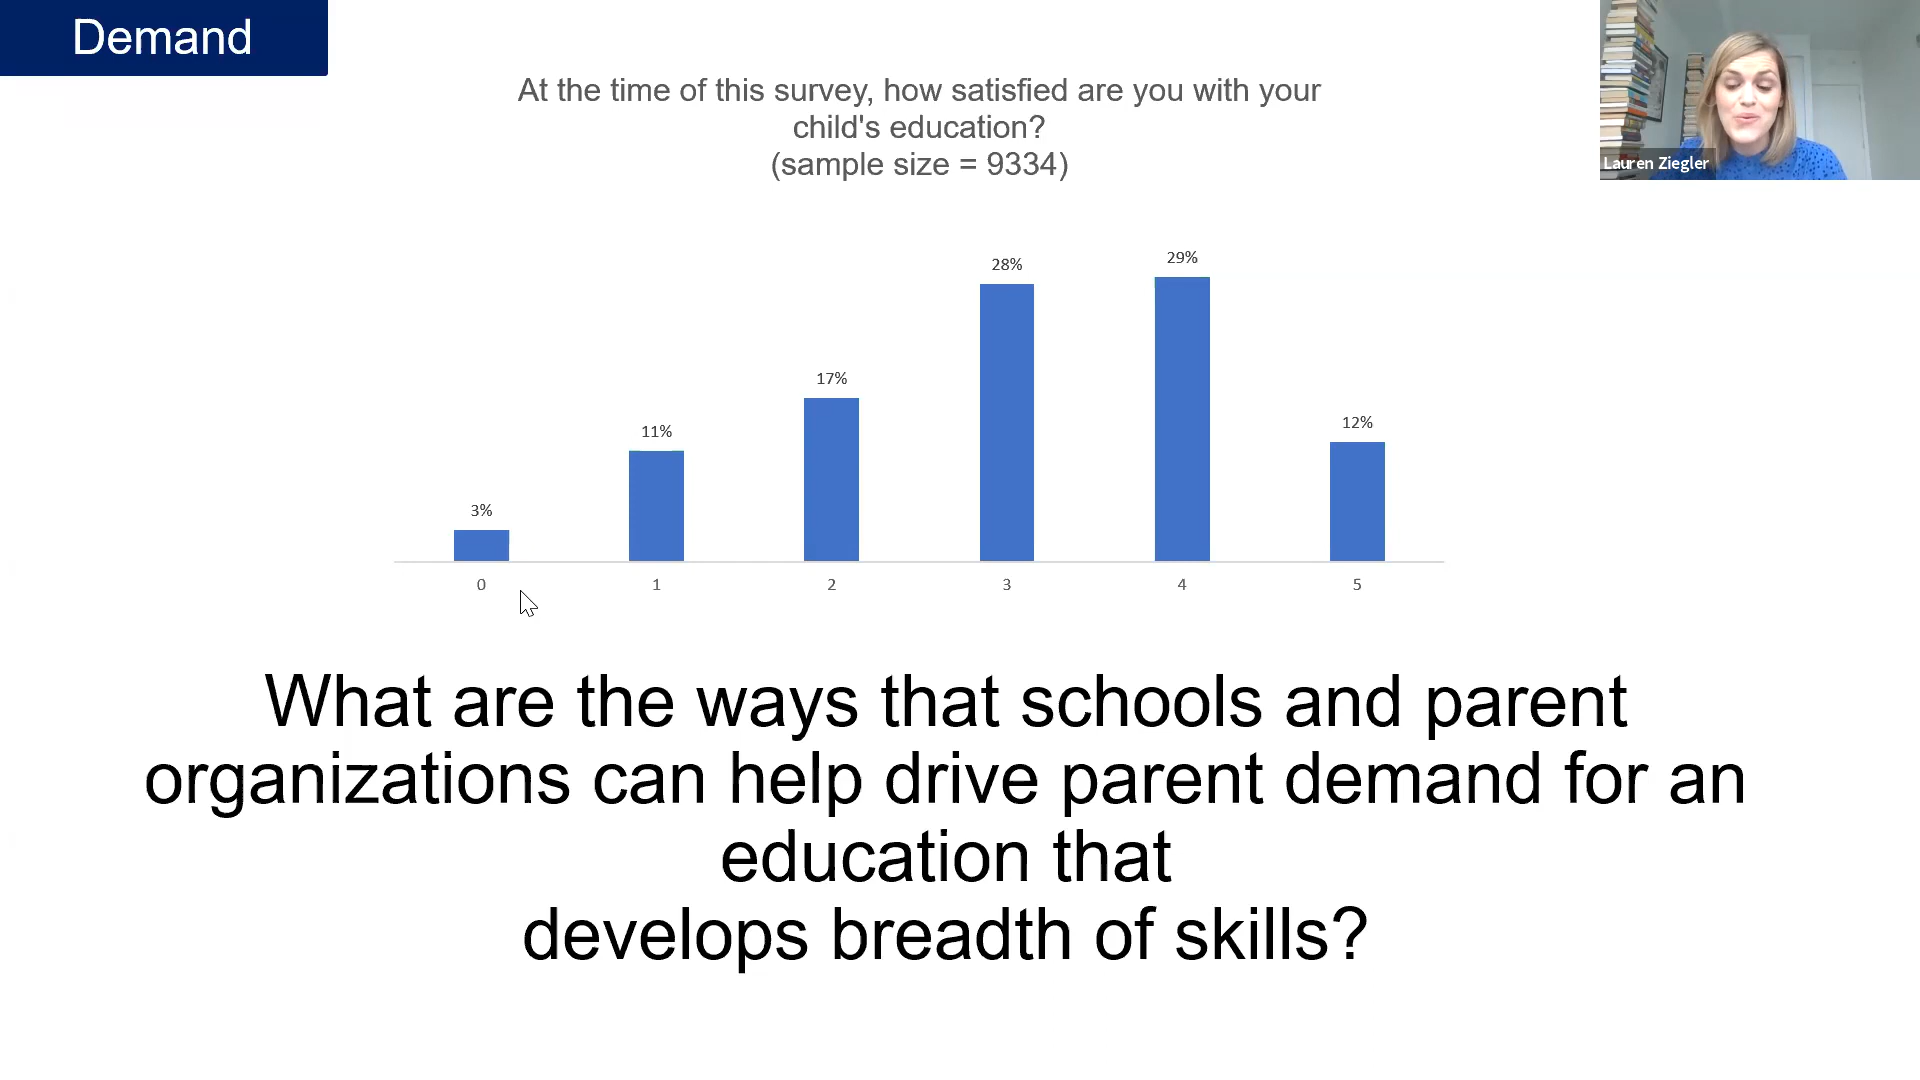 Demand
At the time of this survey, how satisfied are you with your
child's education?
(sample size = 9334)
Lauren Ziegler
3%
11%
17%
28%
29%
12%
0
1
2
3
4
5
What are the ways that schools and parent
organizations can help drive parent demand for an
education that
develops breadth of skills?